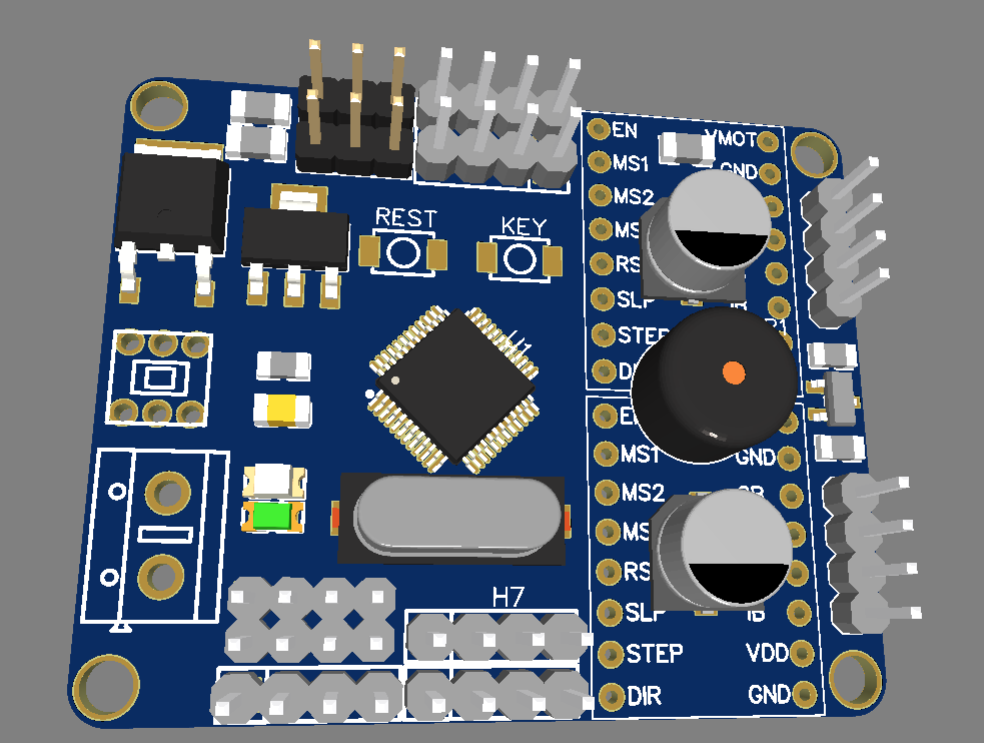 REST
KEY
U1
H7
EN
VMOT
MS1
GND
MS2
SLP
STEP
MS1
GND
MS2
SLP
IB
STEP
VDD
DIR
GND